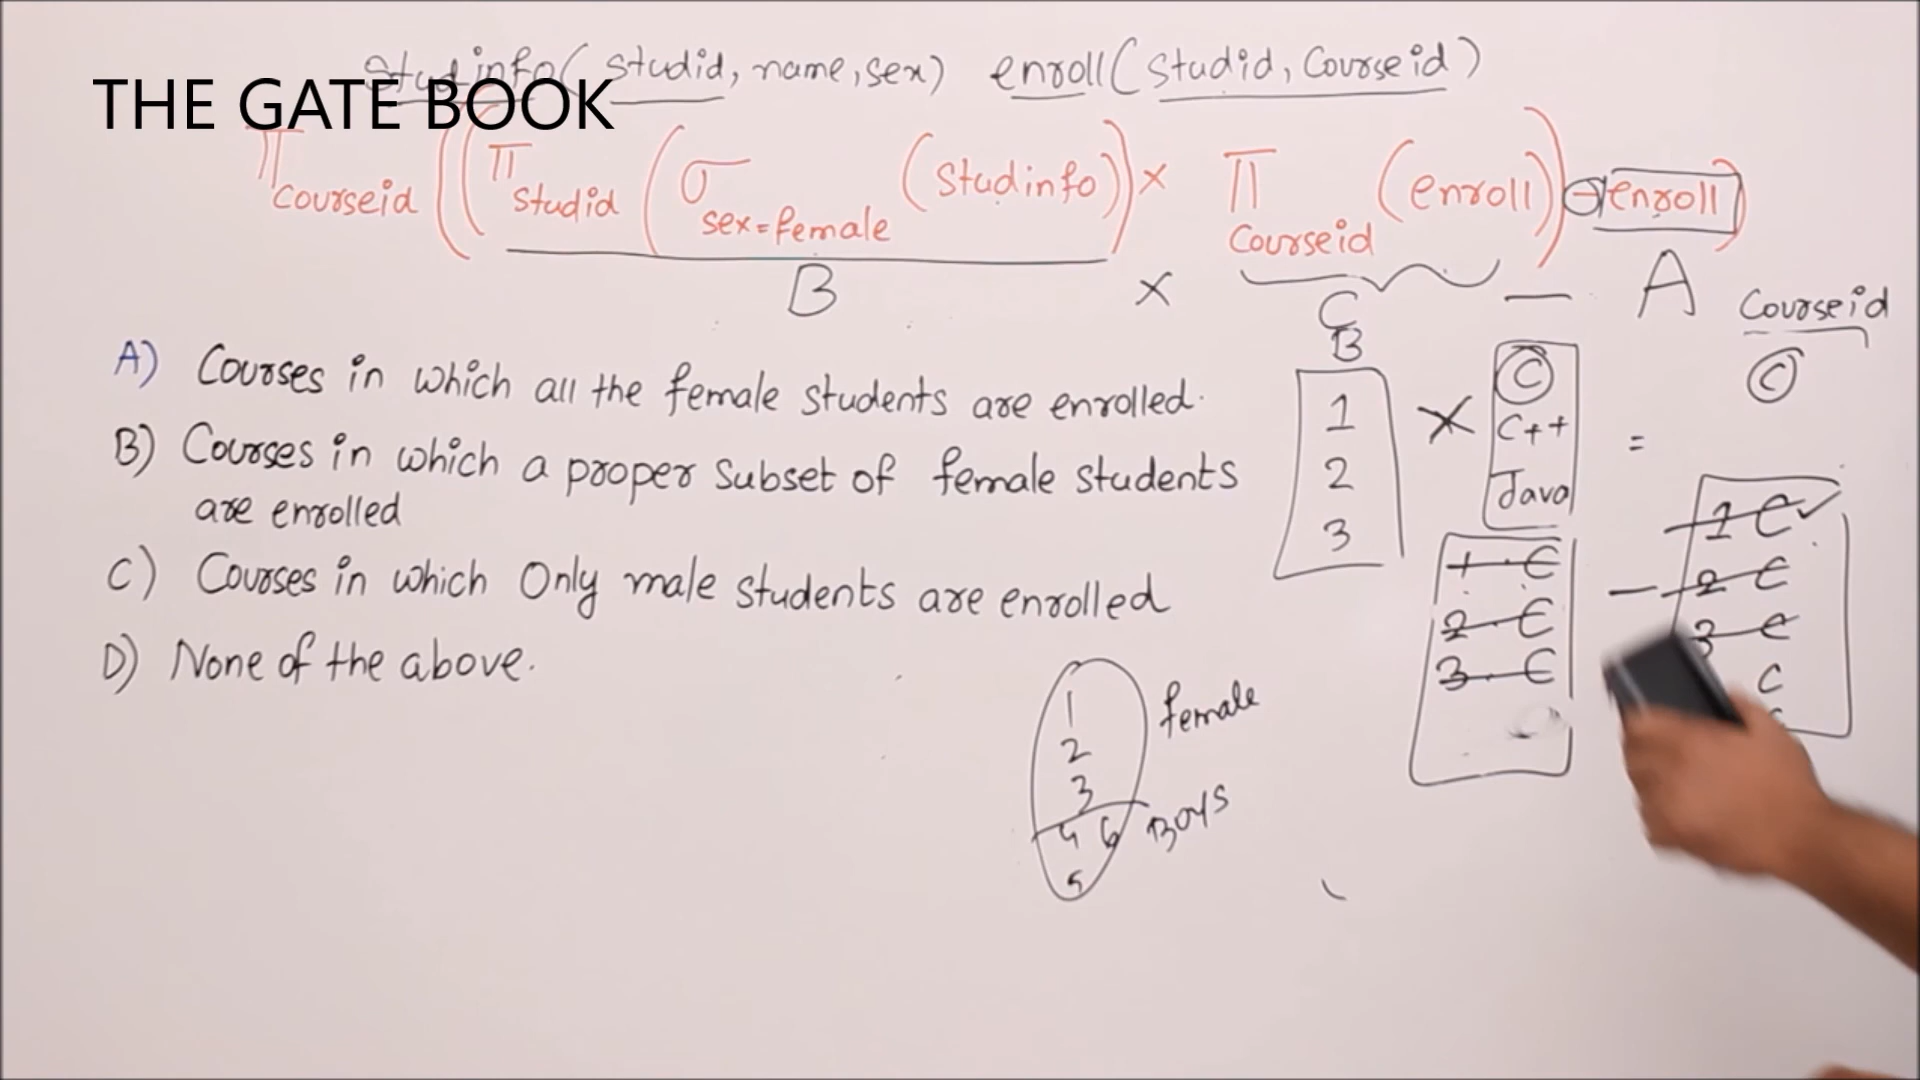 studinfo( studid, name, sex) enroll( studid, Courseid )
THE GATE BOOK
π Courseid ((π studid (σ sex=female (studinfo)) × π Courseid (enroll)) - enroll)
B × C - A
Courseid
C
A) Courses in which all the female students are enrolled.
B) Courses in which a proper subset of female students
are enrolled
C) Courses in which Only male students are enrolled
D) None of the above.
B
1
2
3
×
C
C++
Java
=
1 C
2 C
3 C
-
1 C ✓
2 C
3 C
C
1
2
3
female
4 6
5
Boys